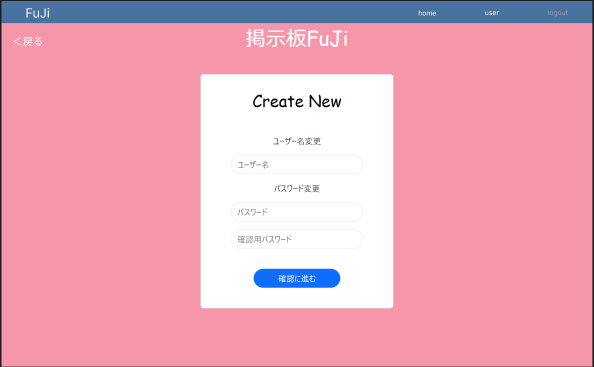 FuJi
home
user
logout
＜戻る
掲示板FuJi
Create New
ユーザー名変更
ユーザー名
パスワード変更
パスワード
確認用パスワード
確認に進む